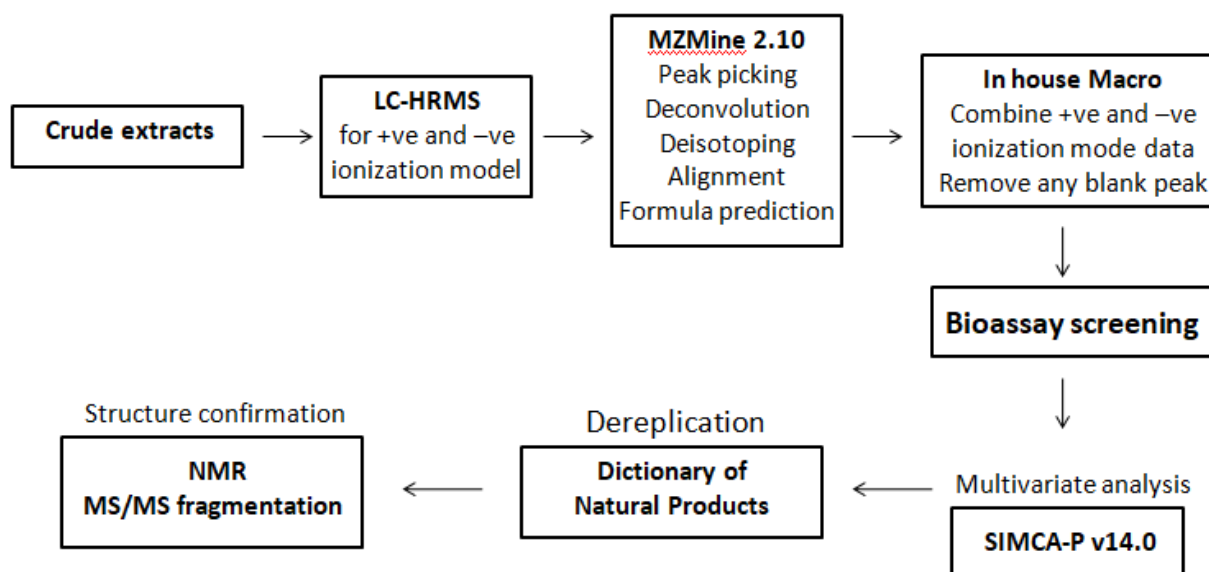 Crude extracts
LC-HRMS
for +ve and –ve
ionization model
MZMine 2.10
Peak picking
Deconvolution
Deisotoping
Alignment
Formula prediction
In house Macro
Combine +ve and –ve
ionization mode data
Remove any blank peak
Bioassay screening
Multivariate analysis
SIMCA-P v14.0
Dereplication
Dictionary of
Natural Products
Structure confirmation
NMR
MS/MS fragmentation